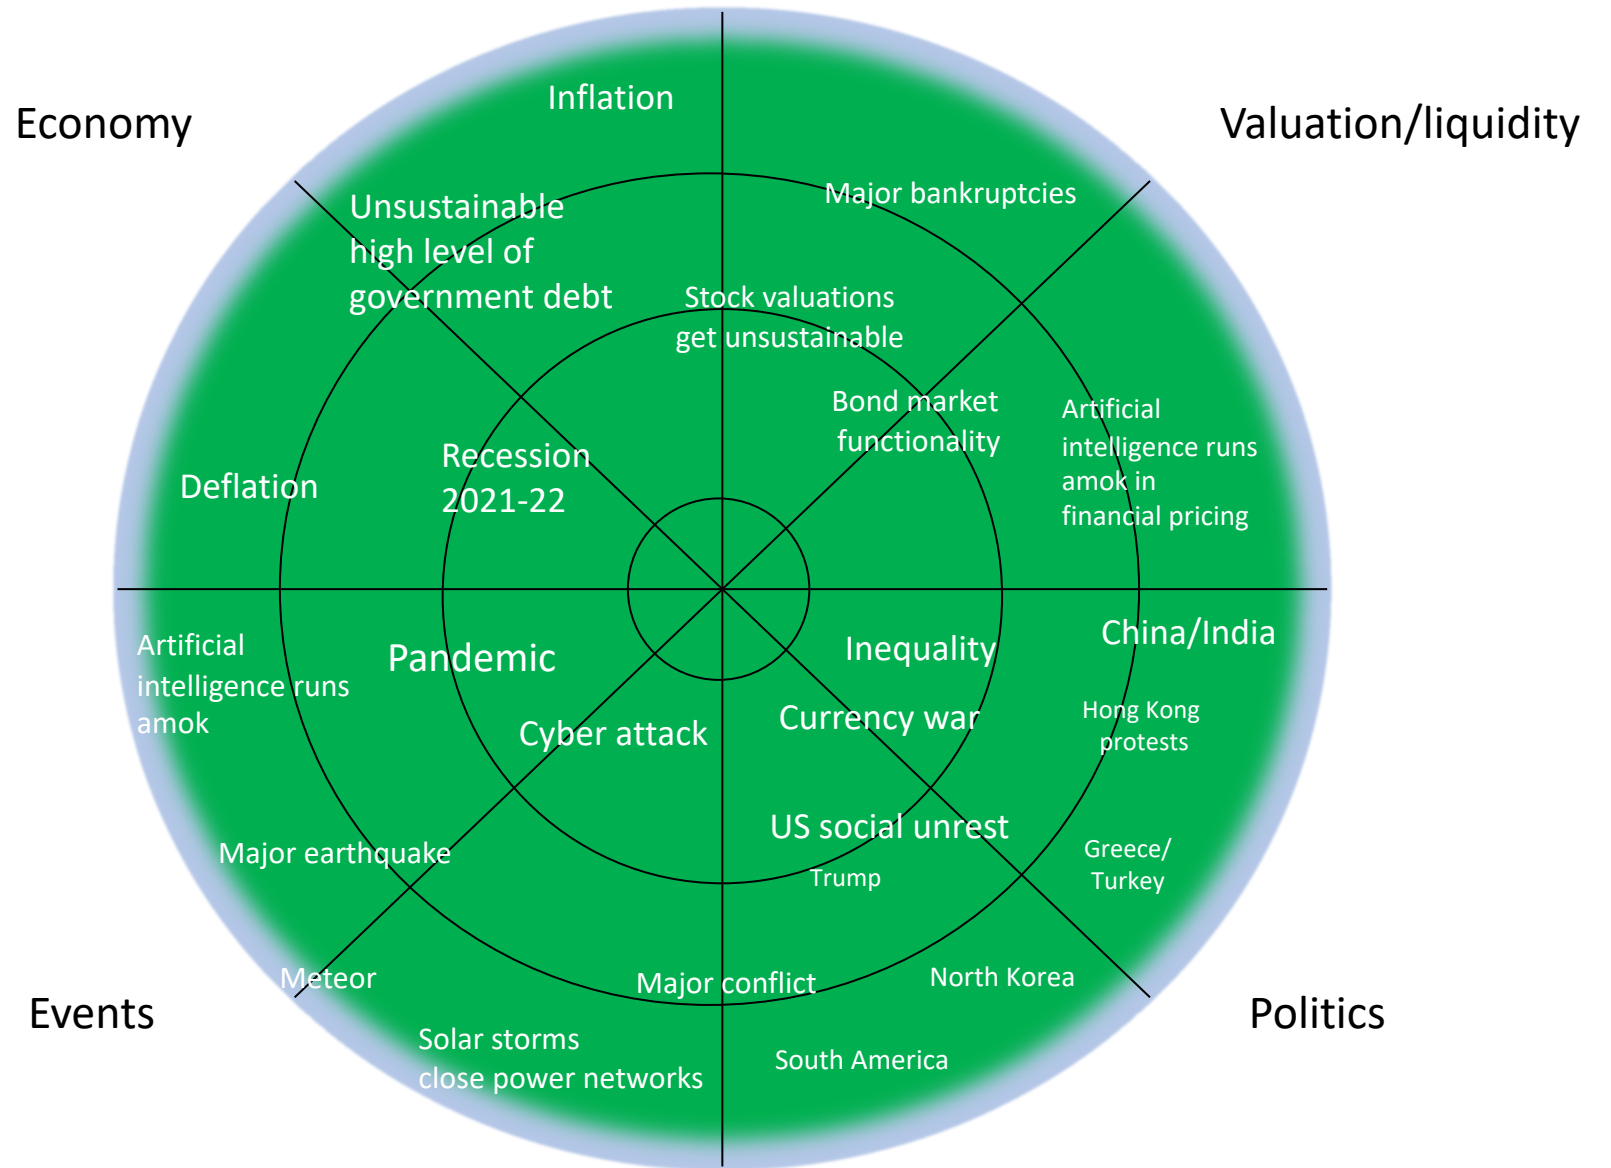 Economy
Inflation
Valuation/liquidity
Unsustainable
high level of
government debt
Major bankruptcies
Stock valuations
get unsustainable
Bond market
functionality
Artificial
intelligence runs
amok in
financial pricing
Recession
2021-22
Deflation
Artificial
intelligence runs
amok
Pandemic
Cyber attack
Inequality
Currency war
China/India
Hong Kong
protests
US social unrest
Trump
Greece/
Turkey
Major earthquake
Meteor
Major conflict
North Korea
Events
Politics
Solar storms
close power networks
South America